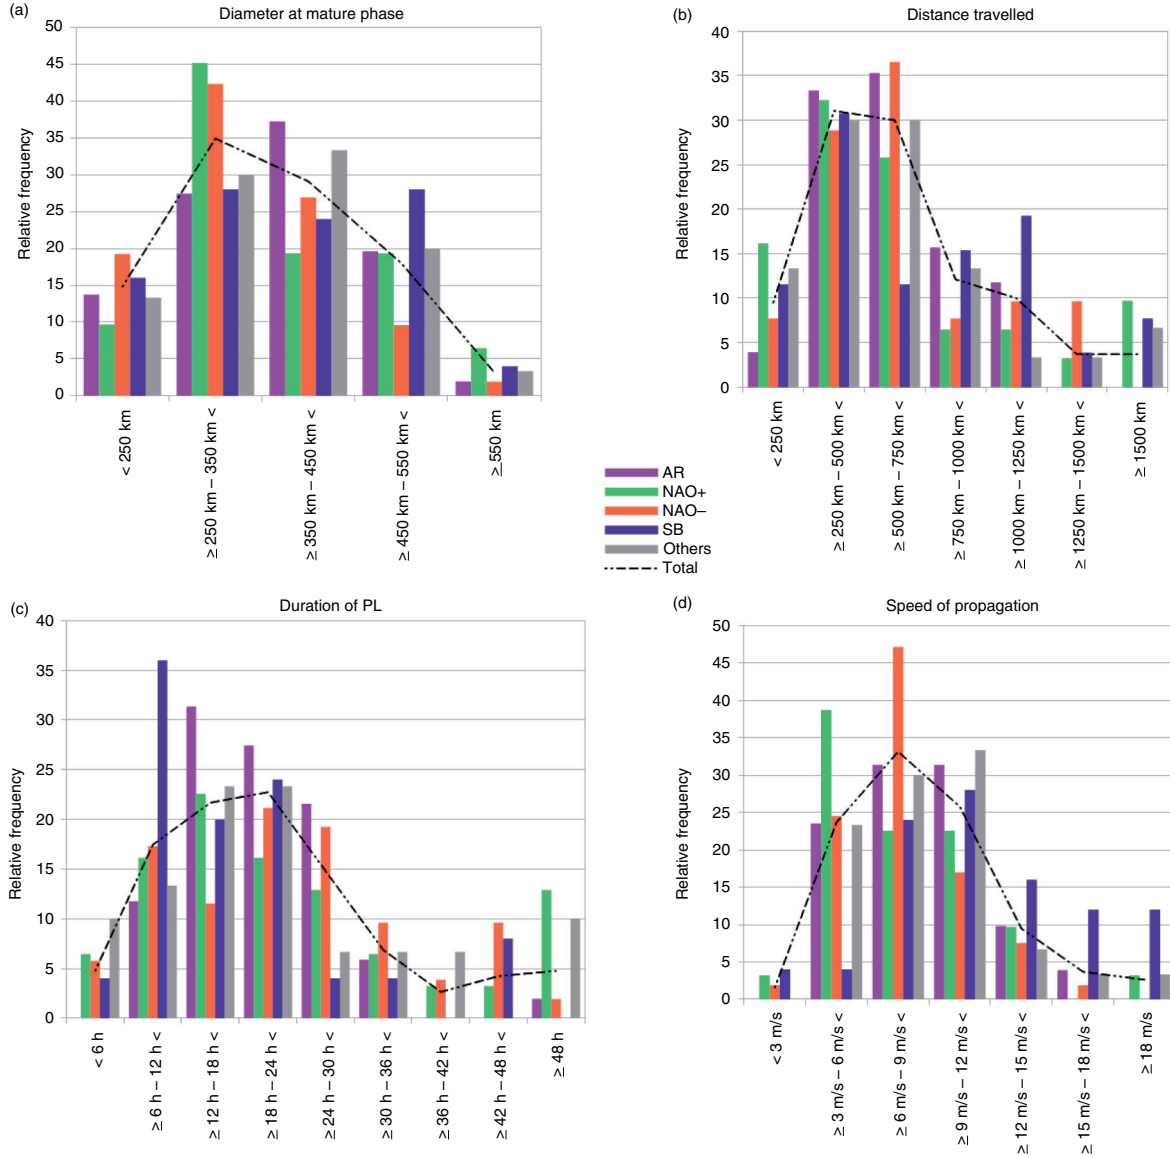 (a)
Diameter at mature phase
Relative frequency
50
45
40
35
30
25
20
15
10
5
0
< 250 km
≥ 250 km – 350 km <
≥ 350 km – 450 km <
≥ 450 km – 550 km <
≥ 550 km
(b)
Distance travelled
Relative frequency
40
35
30
25
20
15
10
5
0
< 250 km
≥ 250 km – 500 km <
≥ 500 km – 750 km <
≥ 750 km – 1000 km <
≥ 1000 km – 1250 km <
≥ 1250 km – 1500 km <
≥ 1500 km
AR
NAO+
NAO–
SB
Others
Total
(c)
Duration of PL
Relative frequency
40
35
30
25
20
15
10
5
0
< 6 h
≥ 6 h – 12 h <
≥ 12 h – 18 h <
≥ 18 h – 24 h <
≥ 24 h – 30 h <
≥ 30 h – 36 h <
≥ 36 h – 42 h <
≥ 42 h – 48 h <
≥ 48 h
(d)
Speed of propagation
Relative frequency
50
45
40
35
30
25
20
15
10
5
0
< 3 m/s
≥ 3 m/s – 6 m/s <
≥ 6 m/s – 9 m/s <
≥ 9 m/s – 12 m/s <
≥ 12 m/s – 15 m/s <
≥ 15 m/s – 18 m/s <
≥ 18 m/s